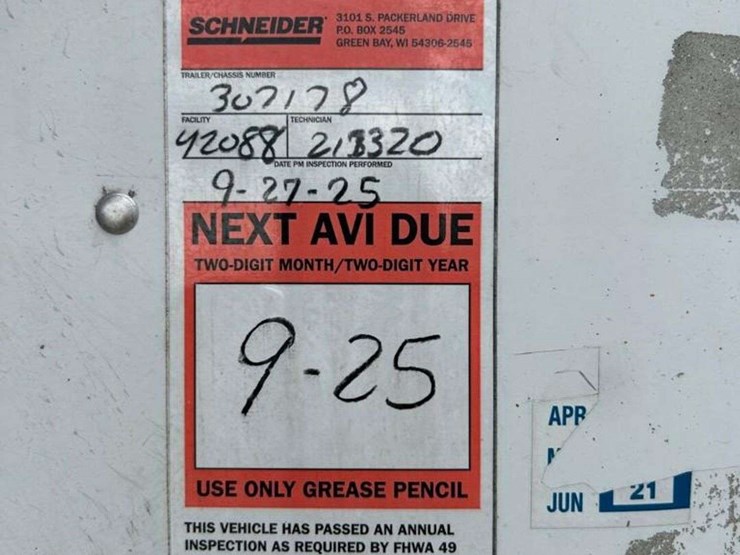 SCHNEIDER
3101 S. PACKERLAND DRIVE
P.O. BOX 2545
GREEN BAY, WI 54306-2545
TRAILER/CHASSIS NUMBER
307178
FACILITY
TECHNICIAN
42088
213320
DATE PM INSPECTION PERFORMED
9-27-25
NEXT AVI DUE
TWO-DIGIT MONTH/TWO-DIGIT YEAR
9-25
USE ONLY GREASE PENCIL
THIS VEHICLE HAS PASSED AN ANNUAL
INSPECTION AS REQUIRED BY FHWA 49
APR
JUN
21